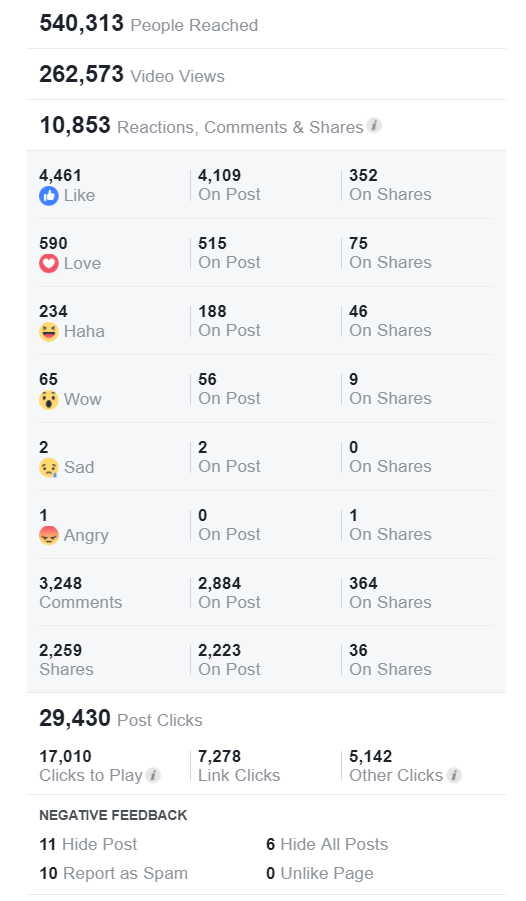 540,313 People Reached
262,573 Video Views
10,853 Reactions, Comments & Shares i
4,461 4,109 352
Like On Post On Shares
590 515 75
Love On Post On Shares
234 188 46
Haha On Post On Shares
65 56 9
Wow On Post On Shares
2 2 0
Sad On Post On Shares
1 0 1
Angry On Post On Shares
3,248 2,884 364
Comments On Post On Shares
2,259 2,223 36
Shares On Post On Shares
29,430 Post Clicks
17,010 7,278 5,142
Clicks to Play i Link Clicks Other Clicks i
NEGATIVE FEEDBACK
11 Hide Post 6 Hide All Posts
10 Report as Spam 0 Unlike Page